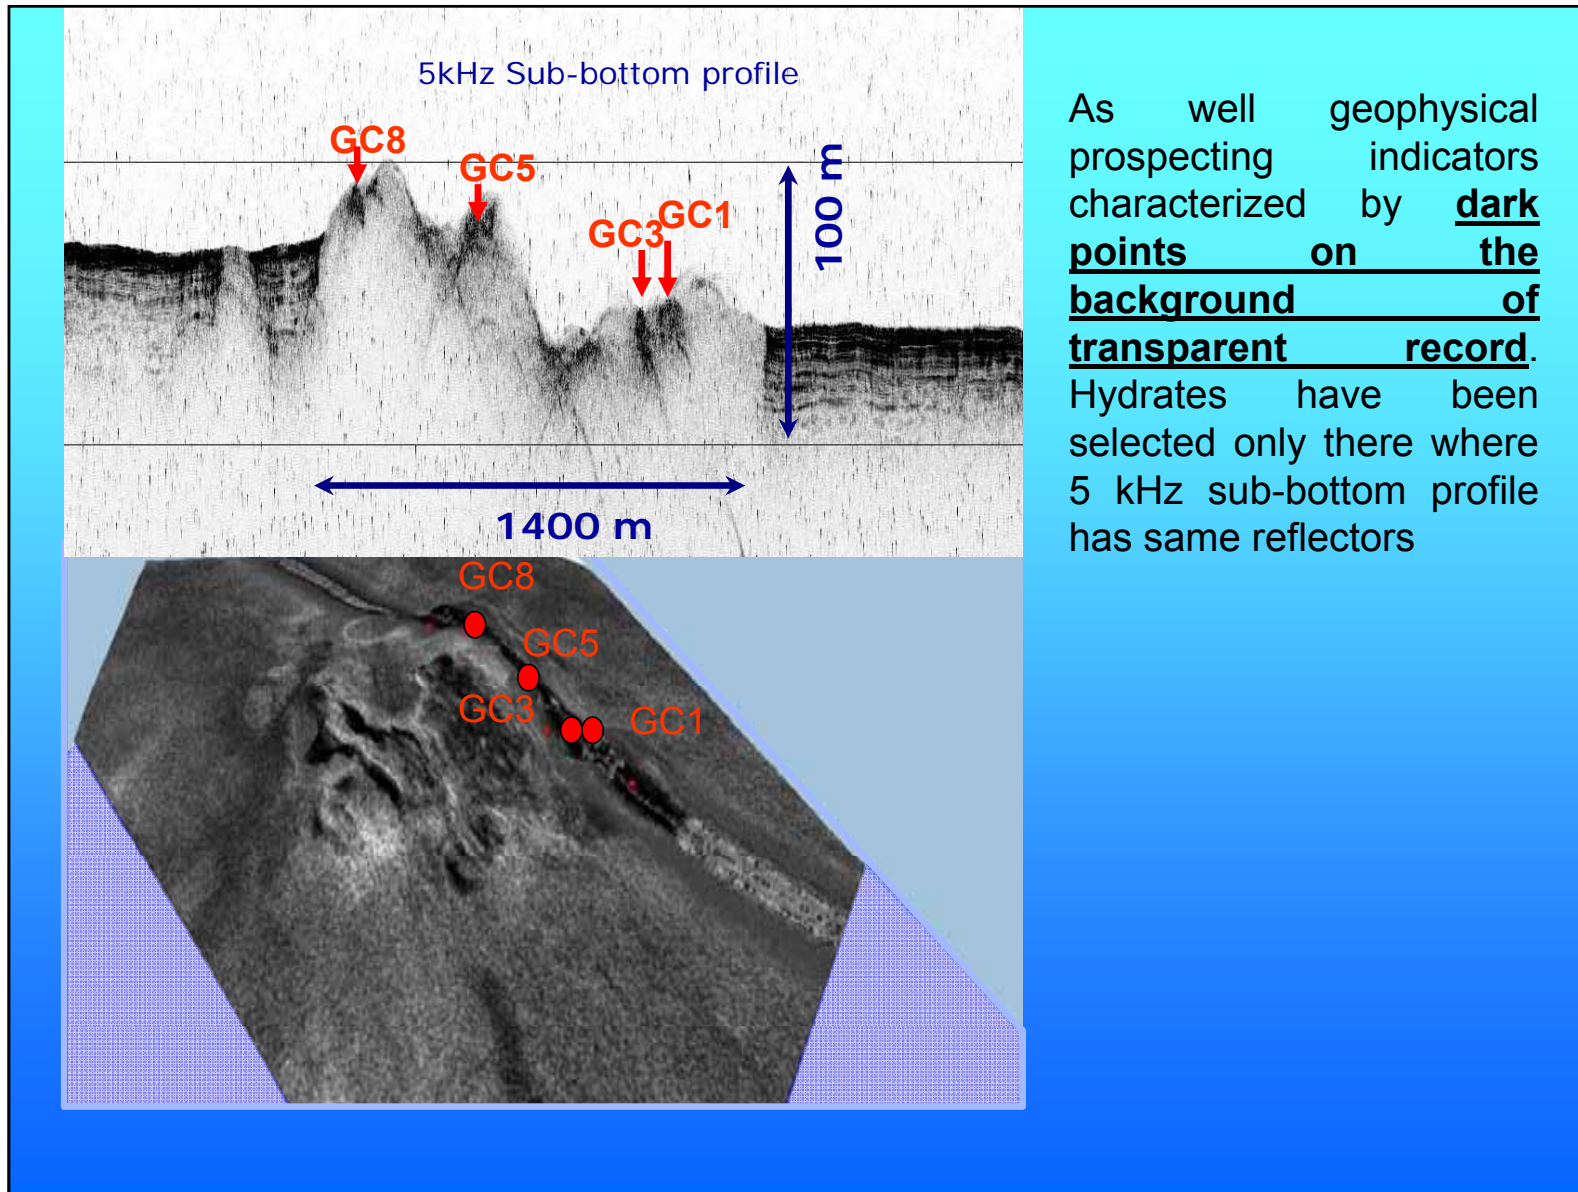 5kHz Sub-bottom profile
GC8
GC5
GC3
GC1
100 m
1400 m
GC8
GC5
GC3
GC1
As well geophysical
prospecting indicators
characterized by dark
points on the
background of
transparent record.
Hydrates have been
selected only there where
5 kHz sub-bottom profile
has same reflectors